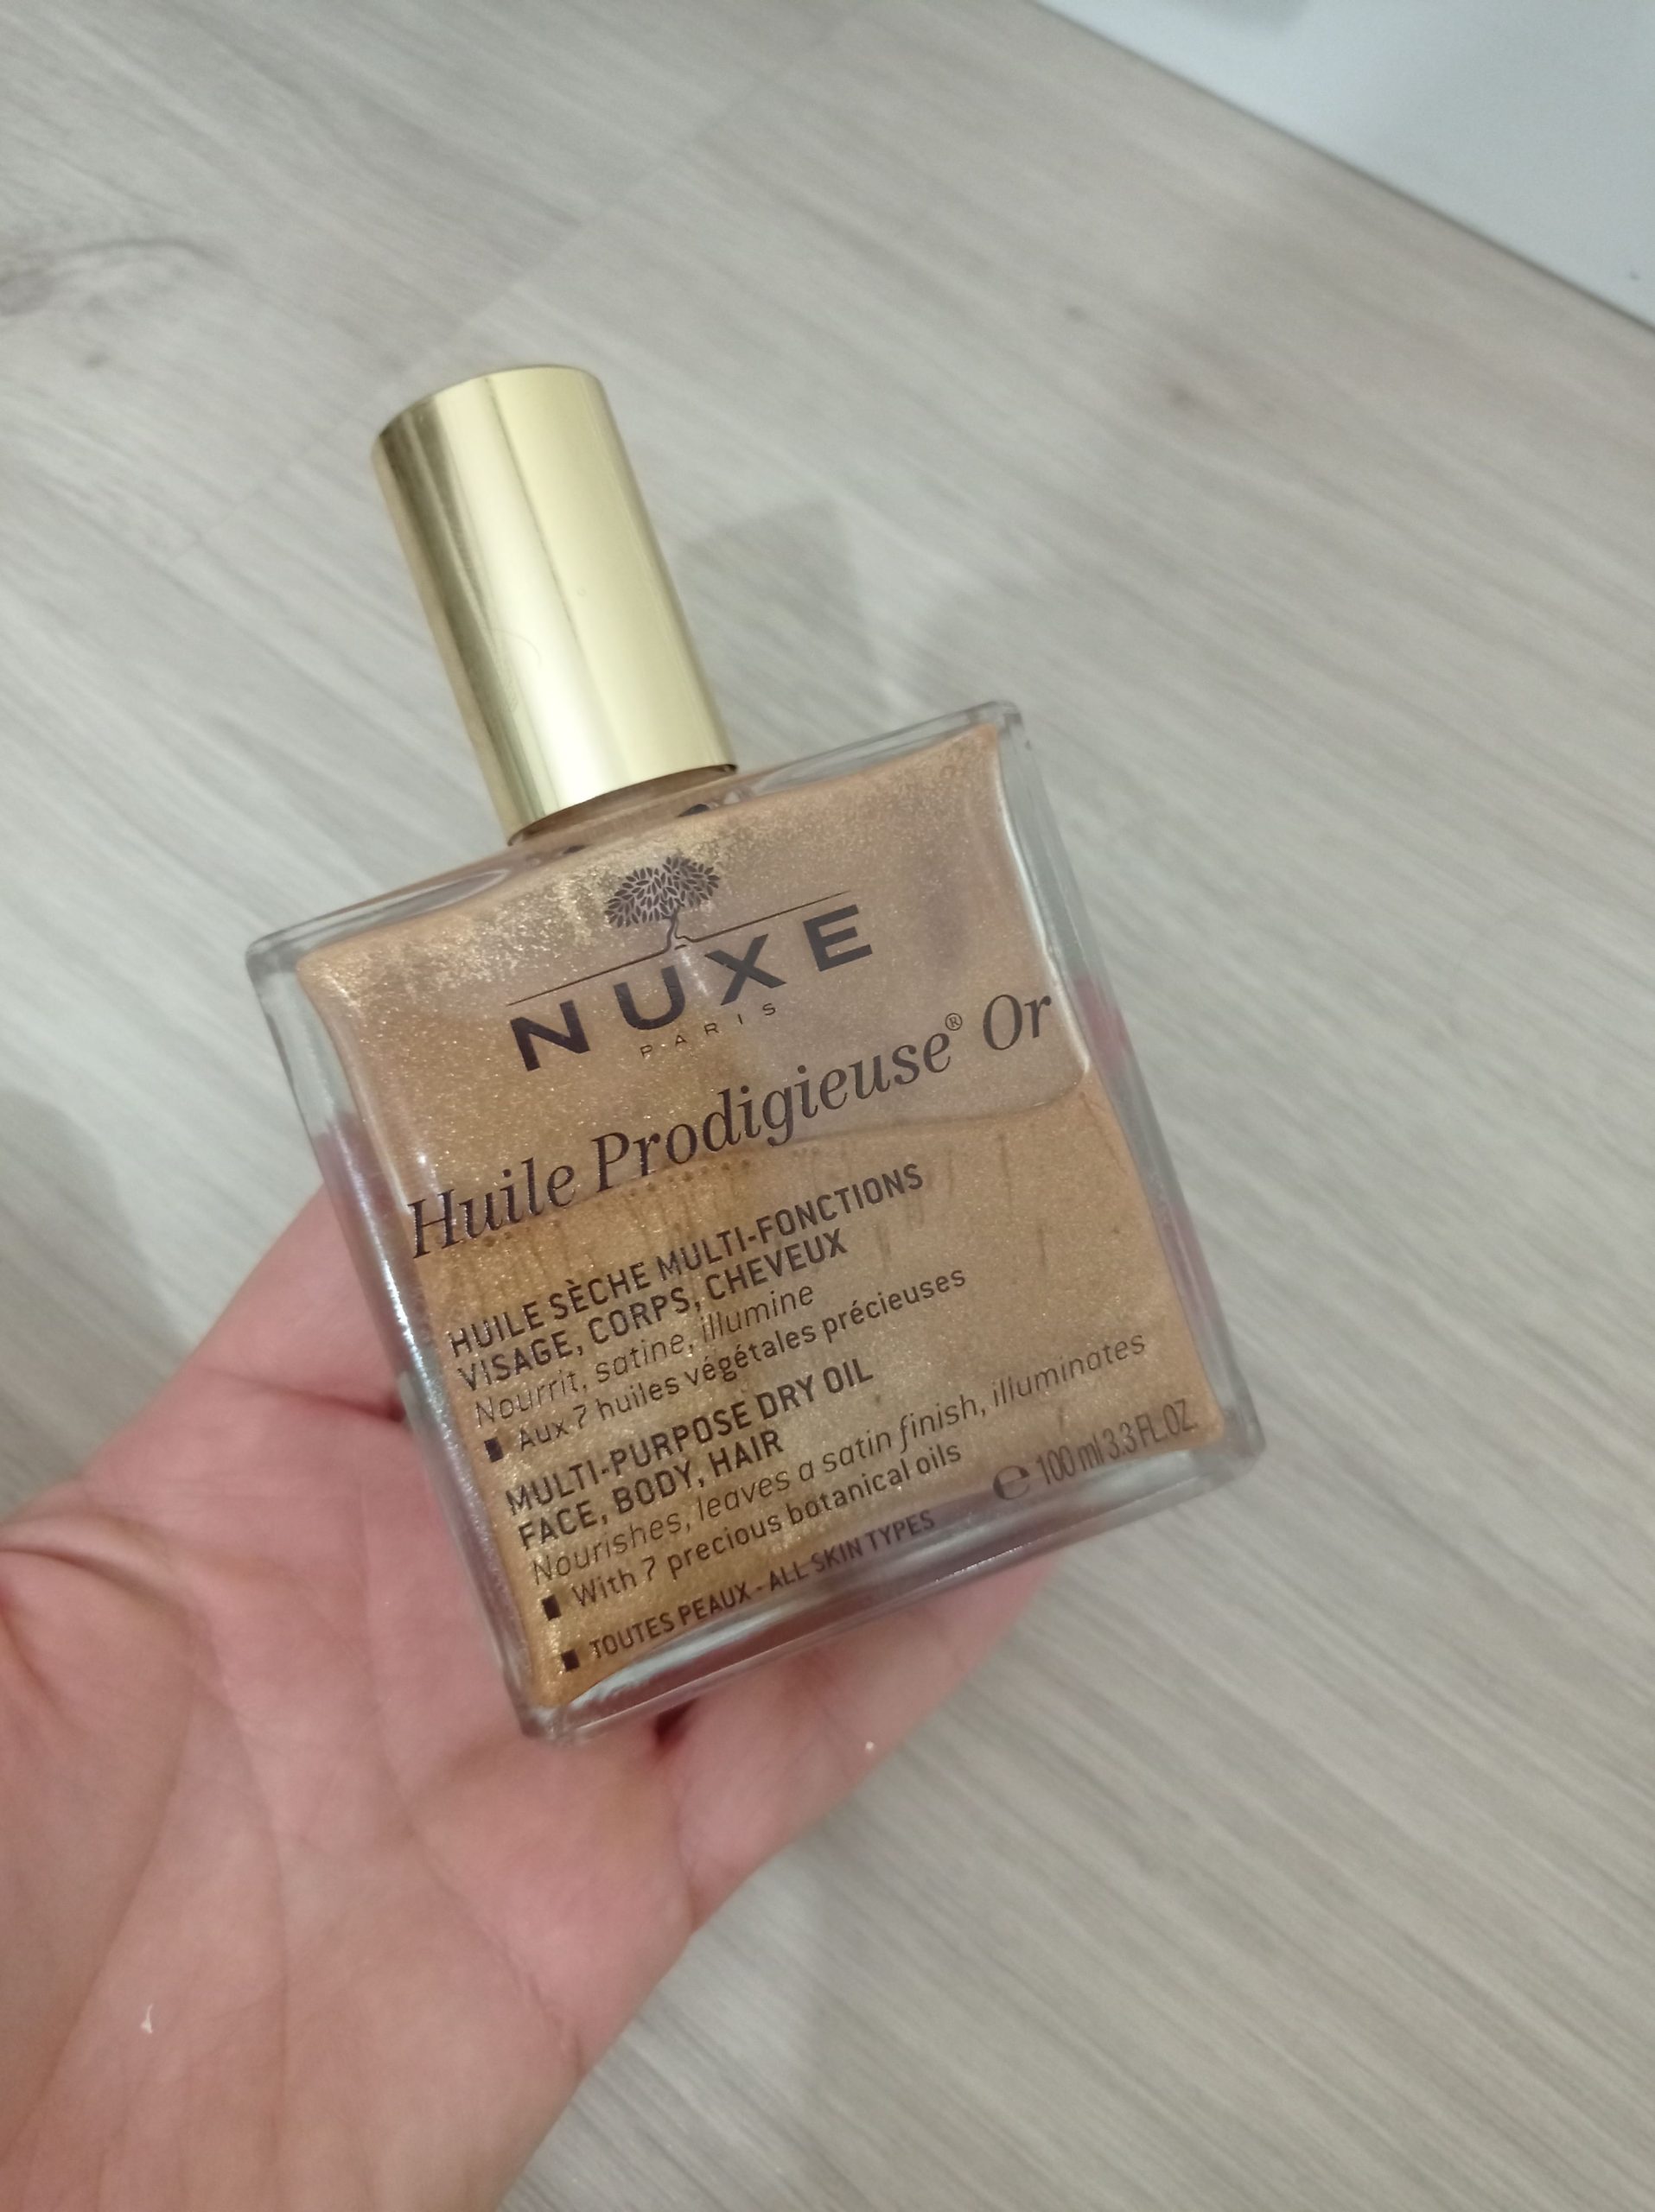 NUXE
PARIS
Huile Prodigieuse® Or
HUILE SÈCHE MULTI-FONCTIONS
VISAGE, CORPS, CHEVEUX
Nourrit, satine, illumine
■ Aux 7 huiles végétales précieuses
MULTI-PURPOSE DRY OIL
FACE, BODY, HAIR
Nourishes, leaves a satin finish, illuminates
■ With 7 precious botanical oils
■ TOUTES PEAUX - ALL SKIN TYPES
℮ 100 ml 3.3 FL.OZ.